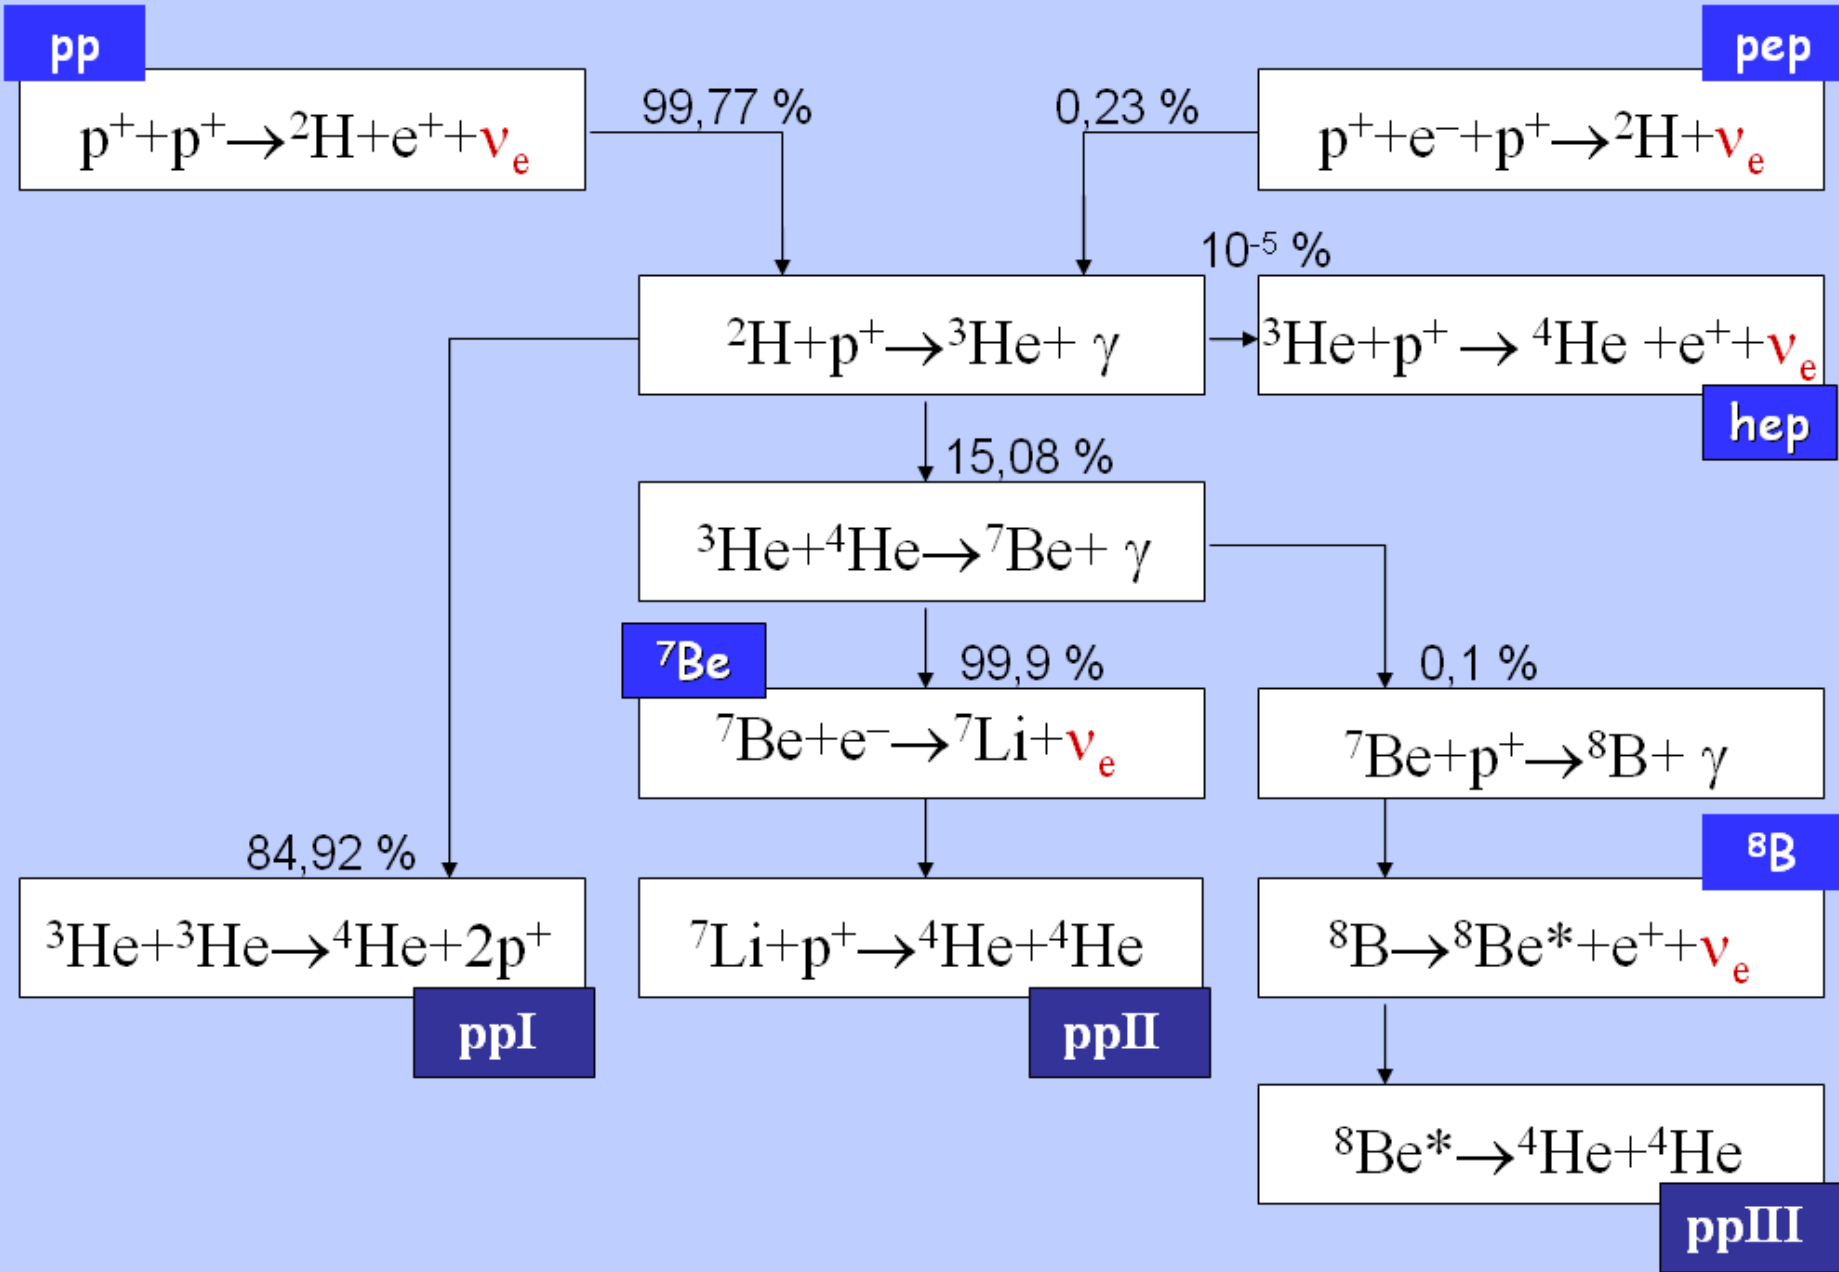 pp
pep
p⁺+p⁺→²H+e⁺+νₑ
99,77 %
0,23 %
p⁺+e⁻+p⁺→²H+νₑ
10⁻⁵ %
²H+p⁺→³He+ γ
³He+p⁺ → ⁴He +e⁺+νₑ
hep
15,08 %
³He+⁴He→⁷Be+ γ
⁷Be
99,9 %
0,1 %
⁷Be+e⁻→⁷Li+νₑ
⁷Be+p⁺→⁸B+ γ
84,92 %
⁸B
³He+³He→⁴He+2p⁺
⁷Li+p⁺→⁴He+⁴He
⁸B→⁸Be*+e⁺+νₑ
ppI
ppII
⁸Be*→⁴He+⁴He
ppIII